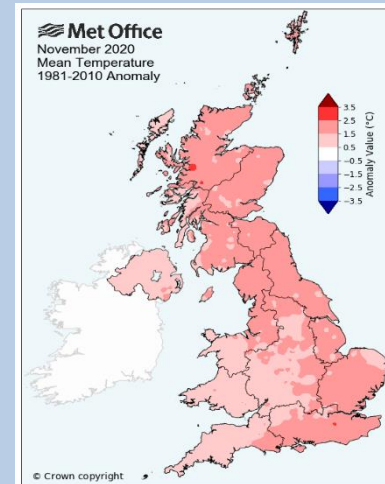 Met Office
November 2020
Mean Temperature
1981-2010 Anomaly
3.5
2.5
1.5
0.5
−0.5
−1.5
−2.5
−3.5
Anomaly Value (°C)
© Crown copyright